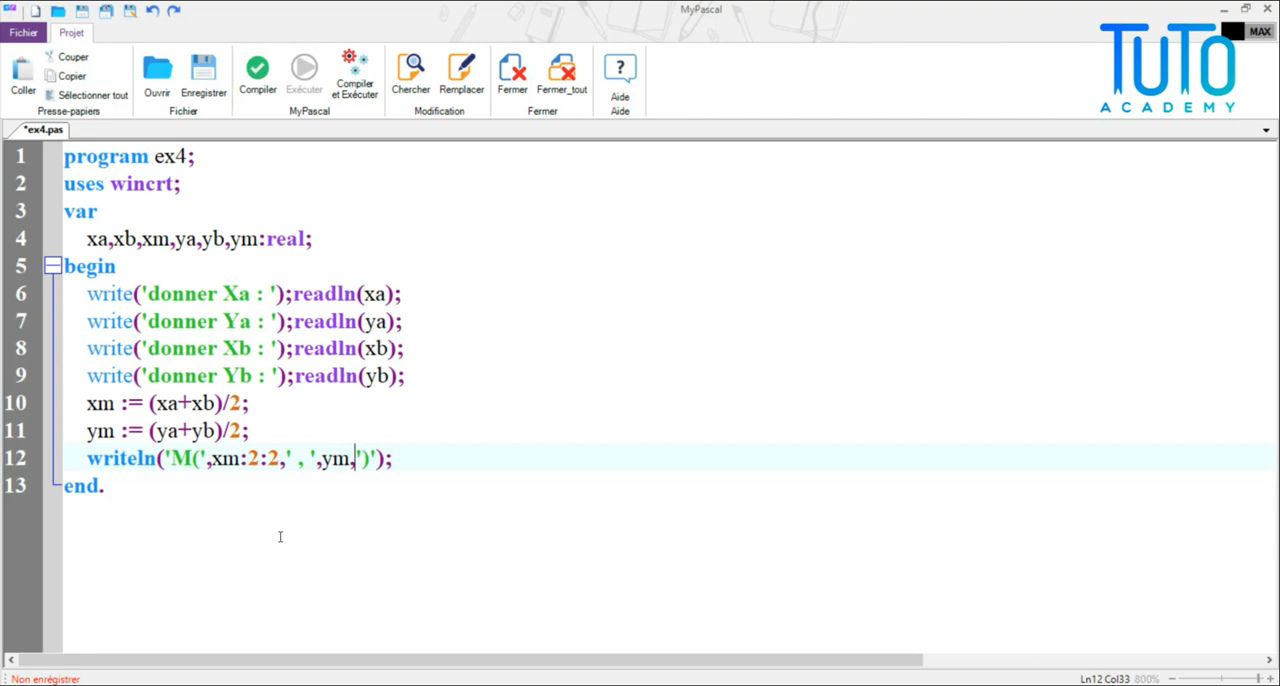 MyPascal
Fichier Projet
TUTO
ACADEMY
MAX
Coller
Couper
Copier
Sélectionner tout
Presse-papiers
Ouvrir
Enregistrer
Fichier
Compiler
Exécuter
Compiler
et Exécuter
MyPascal
Chercher
Remplacer
Modification
Fermer
Fermer_tout
Fermer
Aide
Aide
*ex4.pas
1 program ex4;
2 uses wincrt;
3 var
4 xa,xb,xm,ya,yb,ym:real;
5 begin
6 write('donner Xa : ');readln(xa);
7 write('donner Ya : ');readln(ya);
8 write('donner Xb : ');readln(xb);
9 write('donner Yb : ');readln(yb);
10 xm := (xa+xb)/2;
11 ym := (ya+yb)/2;
12 writeln('M(',xm:2:2,' , ',ym,')');
13 end.
Non enrégistrer
Ln12 Col33 800%